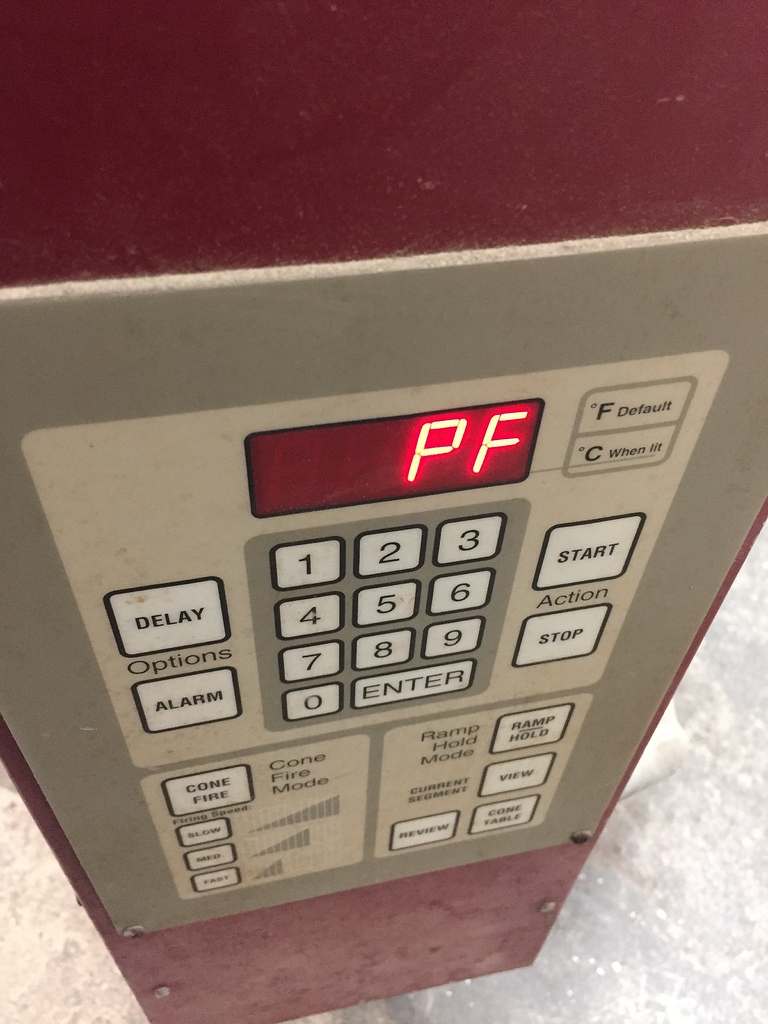 PF
°F Default
°C When lit
1 2 3
4 5 6
7 8 9
0 ENTER
START
Action
STOP
DELAY
Options
ALARM
CONE
FIRE
Cone
Fire
Mode
Firing Speed:
SLOW
MED.
FAST
Ramp
Hold
Mode
RAMP
HOLD
CURRENT
SEGMENT
VIEW
REVIEW
CONE
TABLE